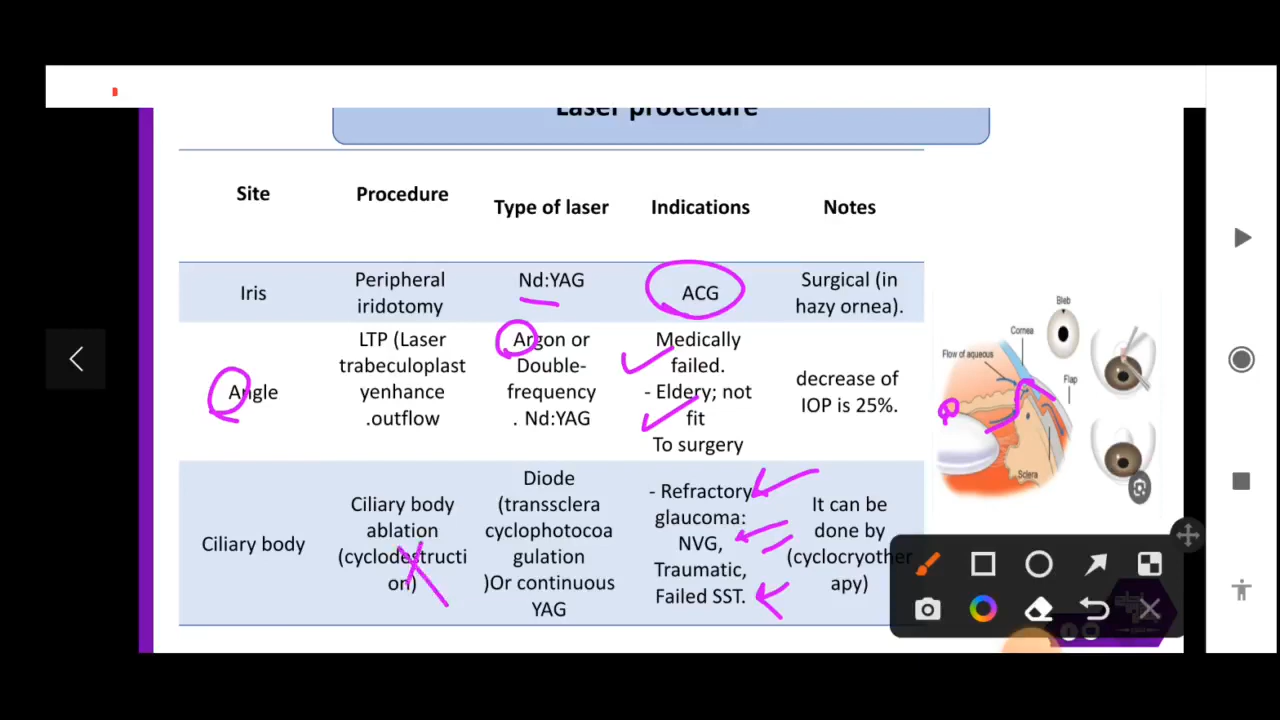 Laser procedure
Site
Procedure
Type of laser
Indications
Notes
Iris
Peripheral
iridotomy
Nd:YAG
ACG
Surgical (in
hazy ornea).
Angle
LTP (Laser
trabeculoplast
yenhance
.outflow
Argon or
Double-
frequency
. Nd:YAG
Medically
failed.
- Eldery; not
fit
To surgery
decrease of
IOP is 25%.
Ciliary body
Ciliary body
ablation
(cyclodestructi
on)
Diode
(transsclera
cyclophotocoa
gulation
)Or continuous
YAG
- Refractory
glaucoma:
NVG,
Traumatic,
Failed SST.
It can be
done by
(cyclocryother
apy)
Bleb
Cornea
Flow of aqueous
Flap
Sclera